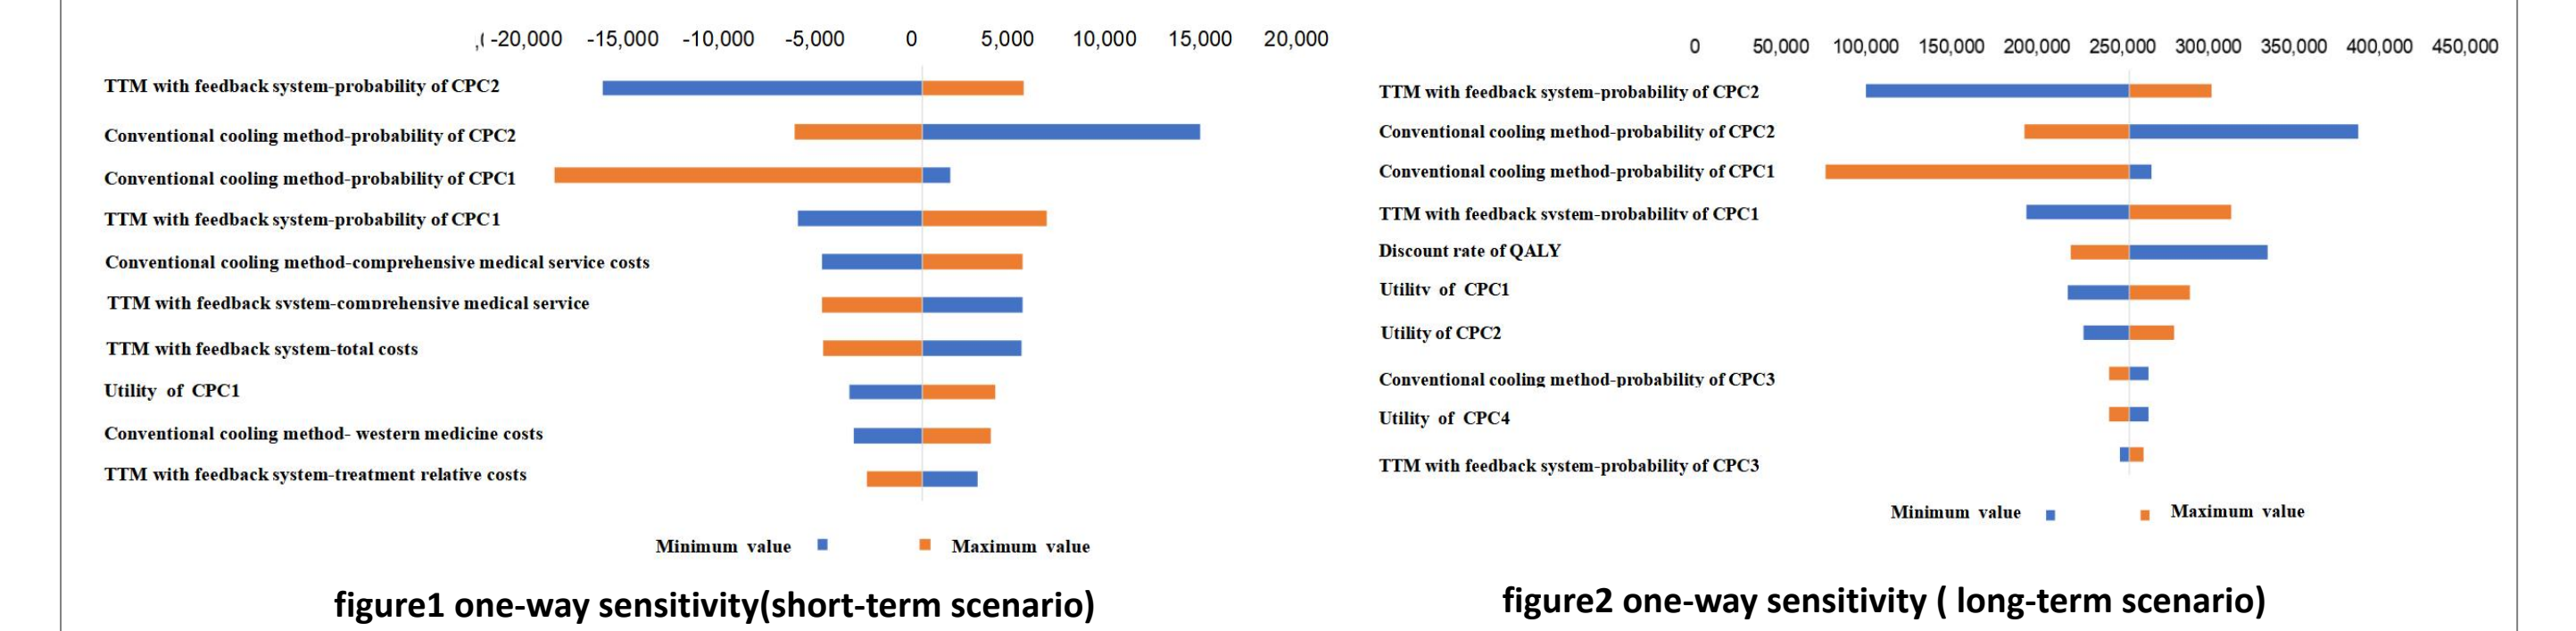 -20,000 -15,000 -10,000 -5,000 0 5,000 10,000 15,000 20,000
TTM with feedback system-probability of CPC2
Conventional cooling method-probability of CPC2
Conventional cooling method-probability of CPC1
TTM with feedback system-probability of CPC1
Conventional cooling method-comprehensive medical service costs
TTM with feedback system-comprehensive medical service
TTM with feedback system-total costs
Utility of CPC1
Conventional cooling method- western medicine costs
TTM with feedback system-treatment relative costs
Minimum value Maximum value
figure1 one-way sensitivity(short-term scenario)
0 50,000 100,000 150,000 200,000 250,000 300,000 350,000 400,000 450,000
TTM with feedback system-probability of CPC2
Conventional cooling method-probability of CPC2
Conventional cooling method-probability of CPC1
TTM with feedback system-probability of CPC1
Discount rate of QALY
Utility of CPC1
Utility of CPC2
Conventional cooling method-probability of CPC3
Utility of CPC4
TTM with feedback system-probability of CPC3
Minimum value Maximum value
figure2 one-way sensitivity ( long-term scenario)